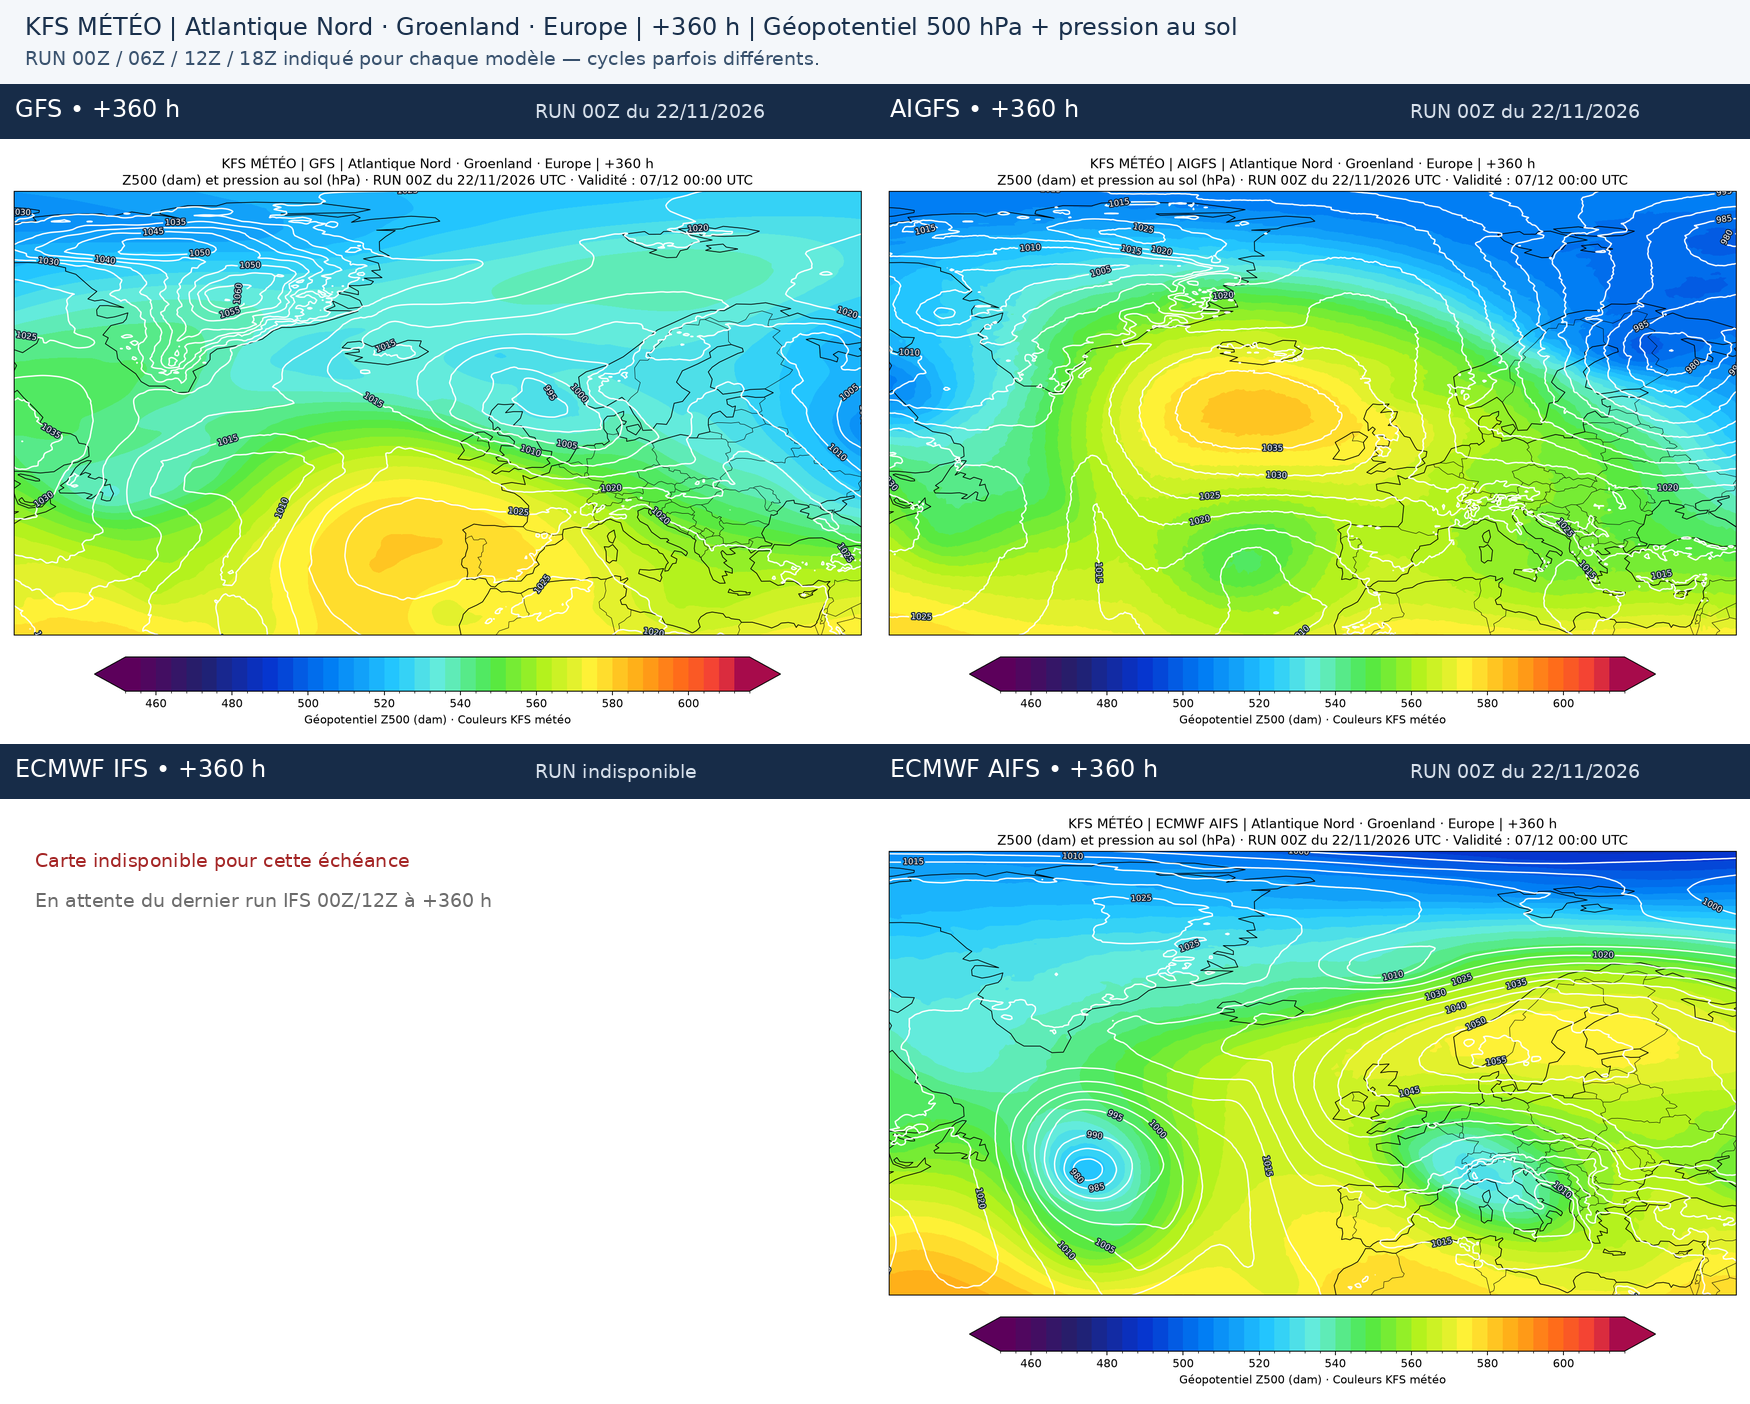 KFS MÉTÉO | Atlantique Nord · Groenland · Europe | +360 h | Géopotentiel 500 hPa + pression au sol
RUN 00Z / 06Z / 12Z / 18Z indiqué pour chaque modèle — cycles parfois différents.
GFS • +360 h
RUN 00Z du 22/11/2026
AIGFS • +360 h
RUN 00Z du 22/11/2026
KFS MÉTÉO | GFS | Atlantique Nord · Groenland · Europe | +360 h
Z500 (dam) et pression au sol (hPa) · RUN 00Z du 22/11/2026 UTC · Validité : 07/12 00:00 UTC
KFS MÉTÉO | AIGFS | Atlantique Nord · Groenland · Europe | +360 h
Z500 (dam) et pression au sol (hPa) · RUN 00Z du 22/11/2026 UTC · Validité : 07/12 00:00 UTC
460 480 500 520 540 560 580 600
Géopotentiel Z500 (dam) · Couleurs KFS météo
460 480 500 520 540 560 580 600
Géopotentiel Z500 (dam) · Couleurs KFS météo
ECMWF IFS • +360 h
RUN indisponible
ECMWF AIFS • +360 h
RUN 00Z du 22/11/2026
Carte indisponible pour cette échéance
En attente du dernier run IFS 00Z/12Z à +360 h
KFS MÉTÉO | ECMWF AIFS | Atlantique Nord · Groenland · Europe | +360 h
Z500 (dam) et pression au sol (hPa) · RUN 00Z du 22/11/2026 UTC · Validité : 07/12 00:00 UTC
460 480 500 520 540 560 580 600
Géopotentiel Z500 (dam) · Couleurs KFS météo